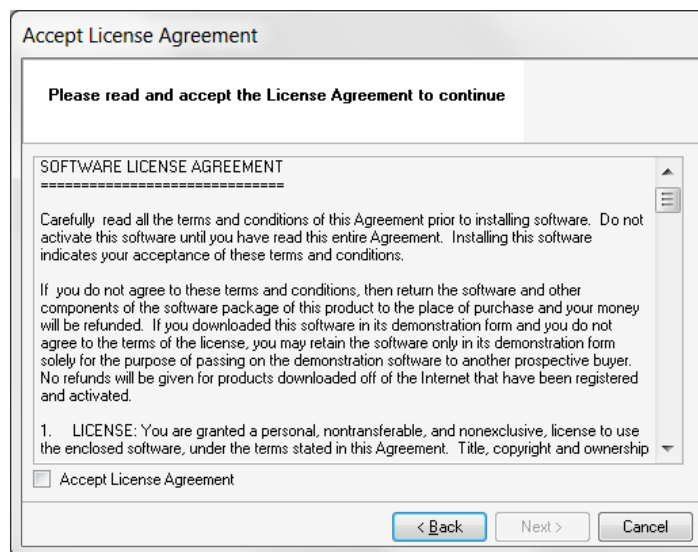 Accept License Agreement
Please read and accept the License Agreement to continue
SOFTWARE LICENSE AGREEMENT
==============================
Carefully  read all the terms and conditions of this Agreement prior to installing software.  Do not
activate this software until you have read this entire Agreement.  Installing this software
indicates your acceptance of these terms and conditions.
If  you do not agree to these terms and conditions, then return the software and other
components of the software package of this product to the place of purchase and your money
will be refunded.  If you downloaded this software in its demonstration form and you do not
agree to the terms of the license, you may retain the software only in its demonstration form
solely for the purpose of passing on the demonstration software to another prospective buyer.
No refunds will be given for products downloaded off of the Internet that have been registered
and activated.
1.    LICENSE: You are granted a personal, nontransferable, and nonexclusive, license to use
the enclosed software, under the terms stated in this Agreement.  Title, copyright and ownership
Accept License Agreement
< Back
Next >
Cancel